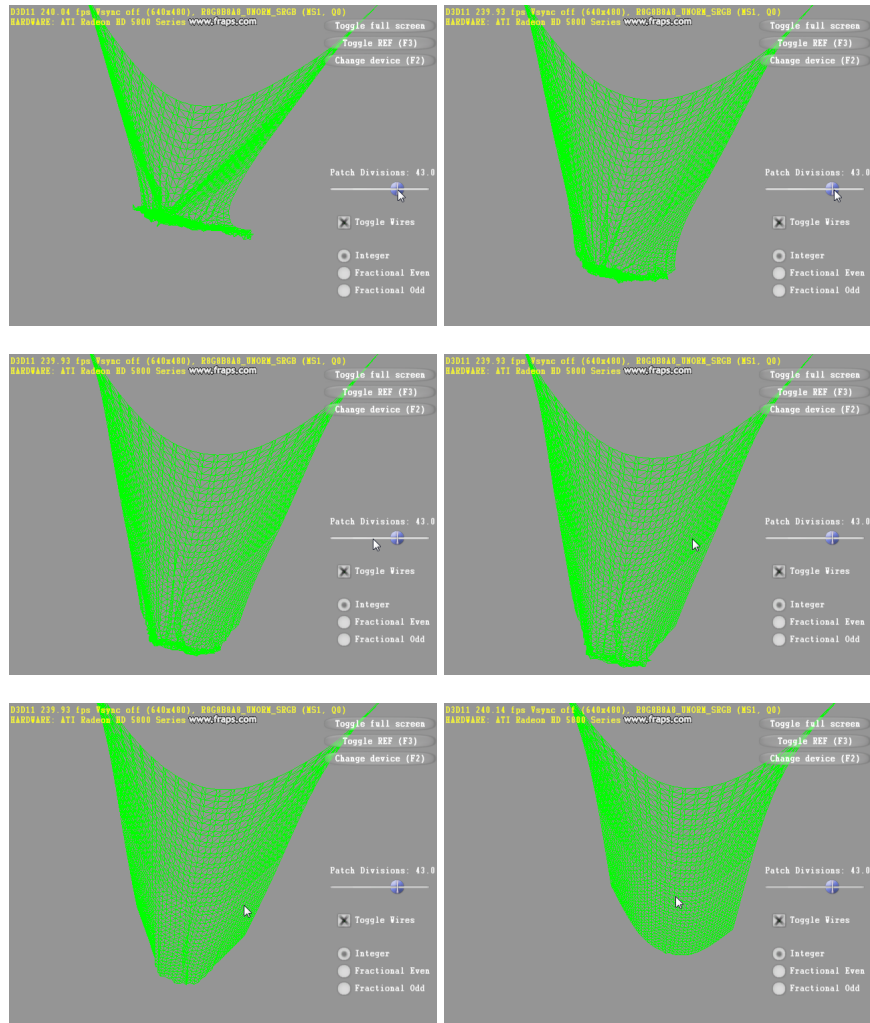 D3D11 240.04 fps Vsync off (640x480), R8G8B8A8_UNORM_SRGB (MS1, Q0)
HARDWARE: ATI Radeon HD 5800 Series www.fraps.com
Toggle full screen
Toggle REF (F3)
Change device (F2)
Patch Divisions: 43.0
Toggle Wires
Integer
Fractional Even
Fractional Odd
D3D11 239.93 fps Vsync off (640x480), R8G8B8A8_UNORM_SRGB (MS1, Q0)
HARDWARE: ATI Radeon HD 5800 Series www.fraps.com
Toggle full screen
Toggle REF (F3)
Change device (F2)
Patch Divisions: 43.0
Toggle Wires
Integer
Fractional Even
Fractional Odd
D3D11 239.93 fps Vsync off (640x480), R8G8B8A8_UNORM_SRGB (MS1, Q0)
HARDWARE: ATI Radeon HD 5800 Series www.fraps.com
Toggle full screen
Toggle REF (F3)
Change device (F2)
Patch Divisions: 43.0
Toggle Wires
Integer
Fractional Even
Fractional Odd
D3D11 239.93 fps Vsync off (640x480), R8G8B8A8_UNORM_SRGB (MS1, Q0)
HARDWARE: ATI Radeon HD 5800 Series www.fraps.com
Toggle full screen
Toggle REF (F3)
Change device (F2)
Patch Divisions: 43.0
Toggle Wires
Integer
Fractional Even
Fractional Odd
D3D11 239.93 fps Vsync off (640x480), R8G8B8A8_UNORM_SRGB (MS1, Q0)
HARDWARE: ATI Radeon HD 5800 Series www.fraps.com
Toggle full screen
Toggle REF (F3)
Change device (F2)
Patch Divisions: 43.0
Toggle Wires
Integer
Fractional Even
Fractional Odd
D3D11 240.14 fps Vsync off (640x480), R8G8B8A8_UNORM_SRGB (MS1, Q0)
HARDWARE: ATI Radeon HD 5800 Series www.fraps.com
Toggle full screen
Toggle REF (F3)
Change device (F2)
Patch Divisions: 43.0
Toggle Wires
Integer
Fractional Even
Fractional Odd